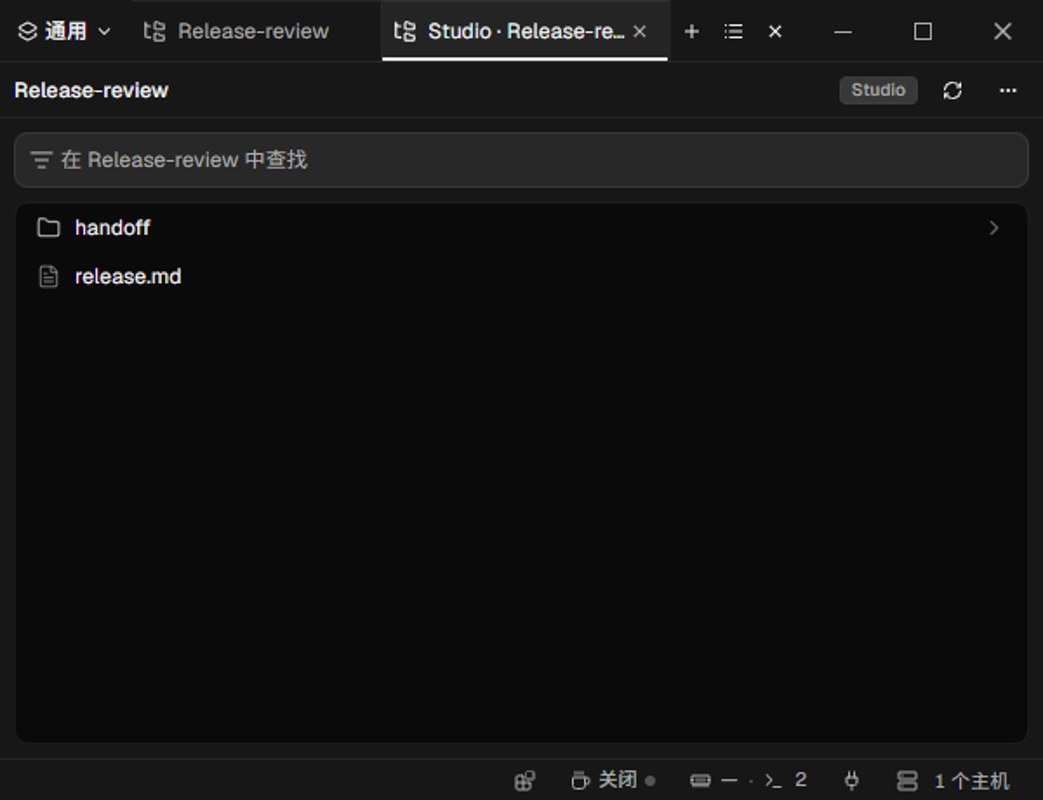 通用 Release-review Studio · Release-re...
Release-review Studio
在 Release-review 中查找
handoff
release.md
关闭 — · 2 1 个主机